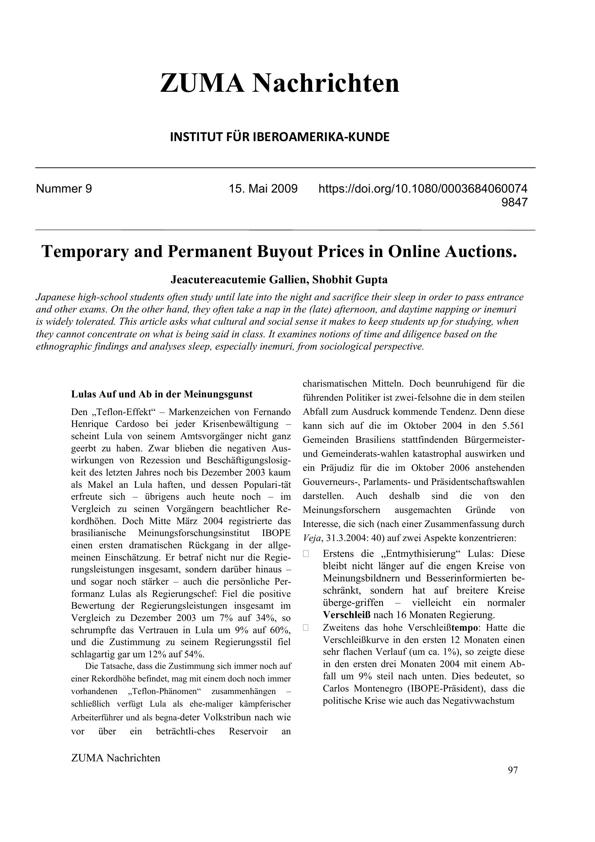 ZUMA Nachrichten
INSTITUT FÜR IBEROAMERIKA-KUNDE
Nummer 9 15. Mai 2009 https://doi.org/10.1080/0003684060074
9847
Temporary and Permanent Buyout Prices in Online Auctions.
Jeacutereacutemie Gallien, Shobhit Gupta
Japanese high-school students often study until late into the night and sacrifice their sleep in order to pass entrance
and other exams. On the other hand, they often take a nap in the (late) afternoon, and daytime napping or inemuri
is widely tolerated. This article asks what cultural and social sense it makes to keep students up for studying, when
they cannot concentrate on what is being said in class. It examines notions of time and diligence based on the
ethnographic findings and analyses sleep, especially inemuri, from sociological perspective.
Lulas Auf und Ab in der Meinungsgunst
Den „Teflon-Effekt“ – Markenzeichen von Fernando
Henrique Cardoso bei jeder Krisenbewältigung –
scheint Lula von seinem Amtsvorgänger nicht ganz
geerbt zu haben. Zwar blieben die negativen Aus-
wirkungen von Rezession und Beschäftigungslosig-
keit des letzten Jahres noch bis Dezember 2003 kaum
als Makel an Lula haften, und dessen Populari-tät
erfreute sich – übrigens auch heute noch – im
Vergleich zu seinen Vorgängern beachtlicher Re-
kordhöhen. Doch Mitte März 2004 registrierte das
brasilianische Meinungsforschungsinstitut IBOPE
einen ersten dramatischen Rückgang in der allge-
meinen Einschätzung. Er betraf nicht nur die Regie-
rungsleistungen insgesamt, sondern darüber hinaus –
und sogar noch stärker – auch die persönliche Per-
formanz Lulas als Regierungschef: Fiel die positive
Bewertung der Regierungsleistungen insgesamt im
Vergleich zu Dezember 2003 um 7% auf 34%, so
schrumpfte das Vertrauen in Lula um 9% auf 60%,
und die Zustimmung zu seinem Regierungsstil fiel
schlagartig gar um 12% auf 54%.
Die Tatsache, dass die Zustimmung sich immer noch auf
einer Rekordhöhe befindet, mag mit einem doch noch immer
vorhandenen „Teflon-Phänomen“ zusammenhängen –
schließlich verfügt Lula als ehe-maliger kämpferischer
Arbeiterführer und als begna-deter Volkstribun nach wie
vor über ein beträchtli-ches Reservoir an
charismatischen Mitteln. Doch beunruhigend für die
führenden Politiker ist zwei-felsohne die in dem steilen
Abfall zum Ausdruck kommende Tendenz. Denn diese
kann sich auf die im Oktober 2004 in den 5.561
Gemeinden Brasiliens stattfindenden Bürgermeister-
und Gemeinderats-wahlen katastrophal auswirken und
ein Präjudiz für die im Oktober 2006 anstehenden
Gouverneurs-, Parlaments- und Präsidentschaftswahlen
darstellen. Auch deshalb sind die von den
Meinungsforschern ausgemachten Gründe von
Interesse, die sich (nach einer Zusammenfassung durch
Veja, 31.3.2004: 40) auf zwei Aspekte konzentrieren:
Erstens die „Entmythisierung“ Lulas: Diese
bleibt nicht länger auf die engen Kreise von
Meinungsbildnern und Besserinformierten be-
schränkt, sondern hat auf breitere Kreise
überge-griffen – vielleicht ein normaler
Verschleiß nach 16 Monaten Regierung.
Zweitens das hohe Verschleißtempo: Hatte die
Verschleißkurve in den ersten 12 Monaten einen
sehr flachen Verlauf (um ca. 1%), so zeigte diese
in den ersten drei Monaten 2004 mit einem Ab-
fall um 9% steil nach unten. Dies bedeutet, so
Carlos Montenegro (IBOPE-Präsident), dass die
politische Krise wie auch das Negativwachstum
ZUMA Nachrichten
97